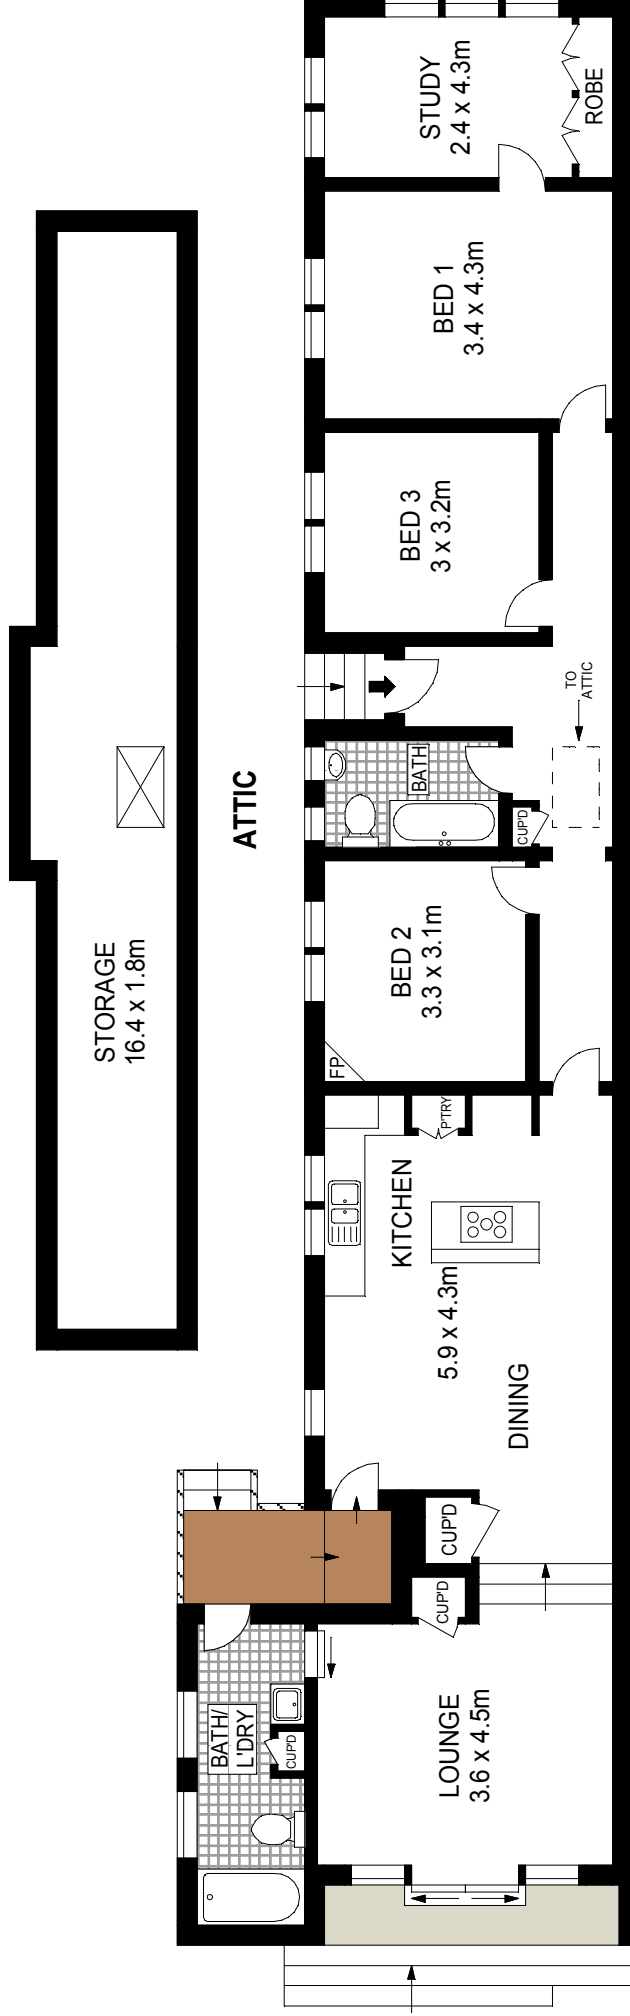 STUDY
2.4 x 4.3m
ROBE
BED 1
3.4 x 4.3m
BED 3
3 x 3.2m
TO
ATTIC
BATH
CUP'D
BED 2
3.3 x 3.1m
FP
P'TRY
KITCHEN
5.9 x 4.3m
DINING
CUP'D
CUP'D
LOUNGE
3.6 x 4.5m
BATH/
L'DRY
CUP'D
STORAGE
16.4 x 1.8m
ATTIC